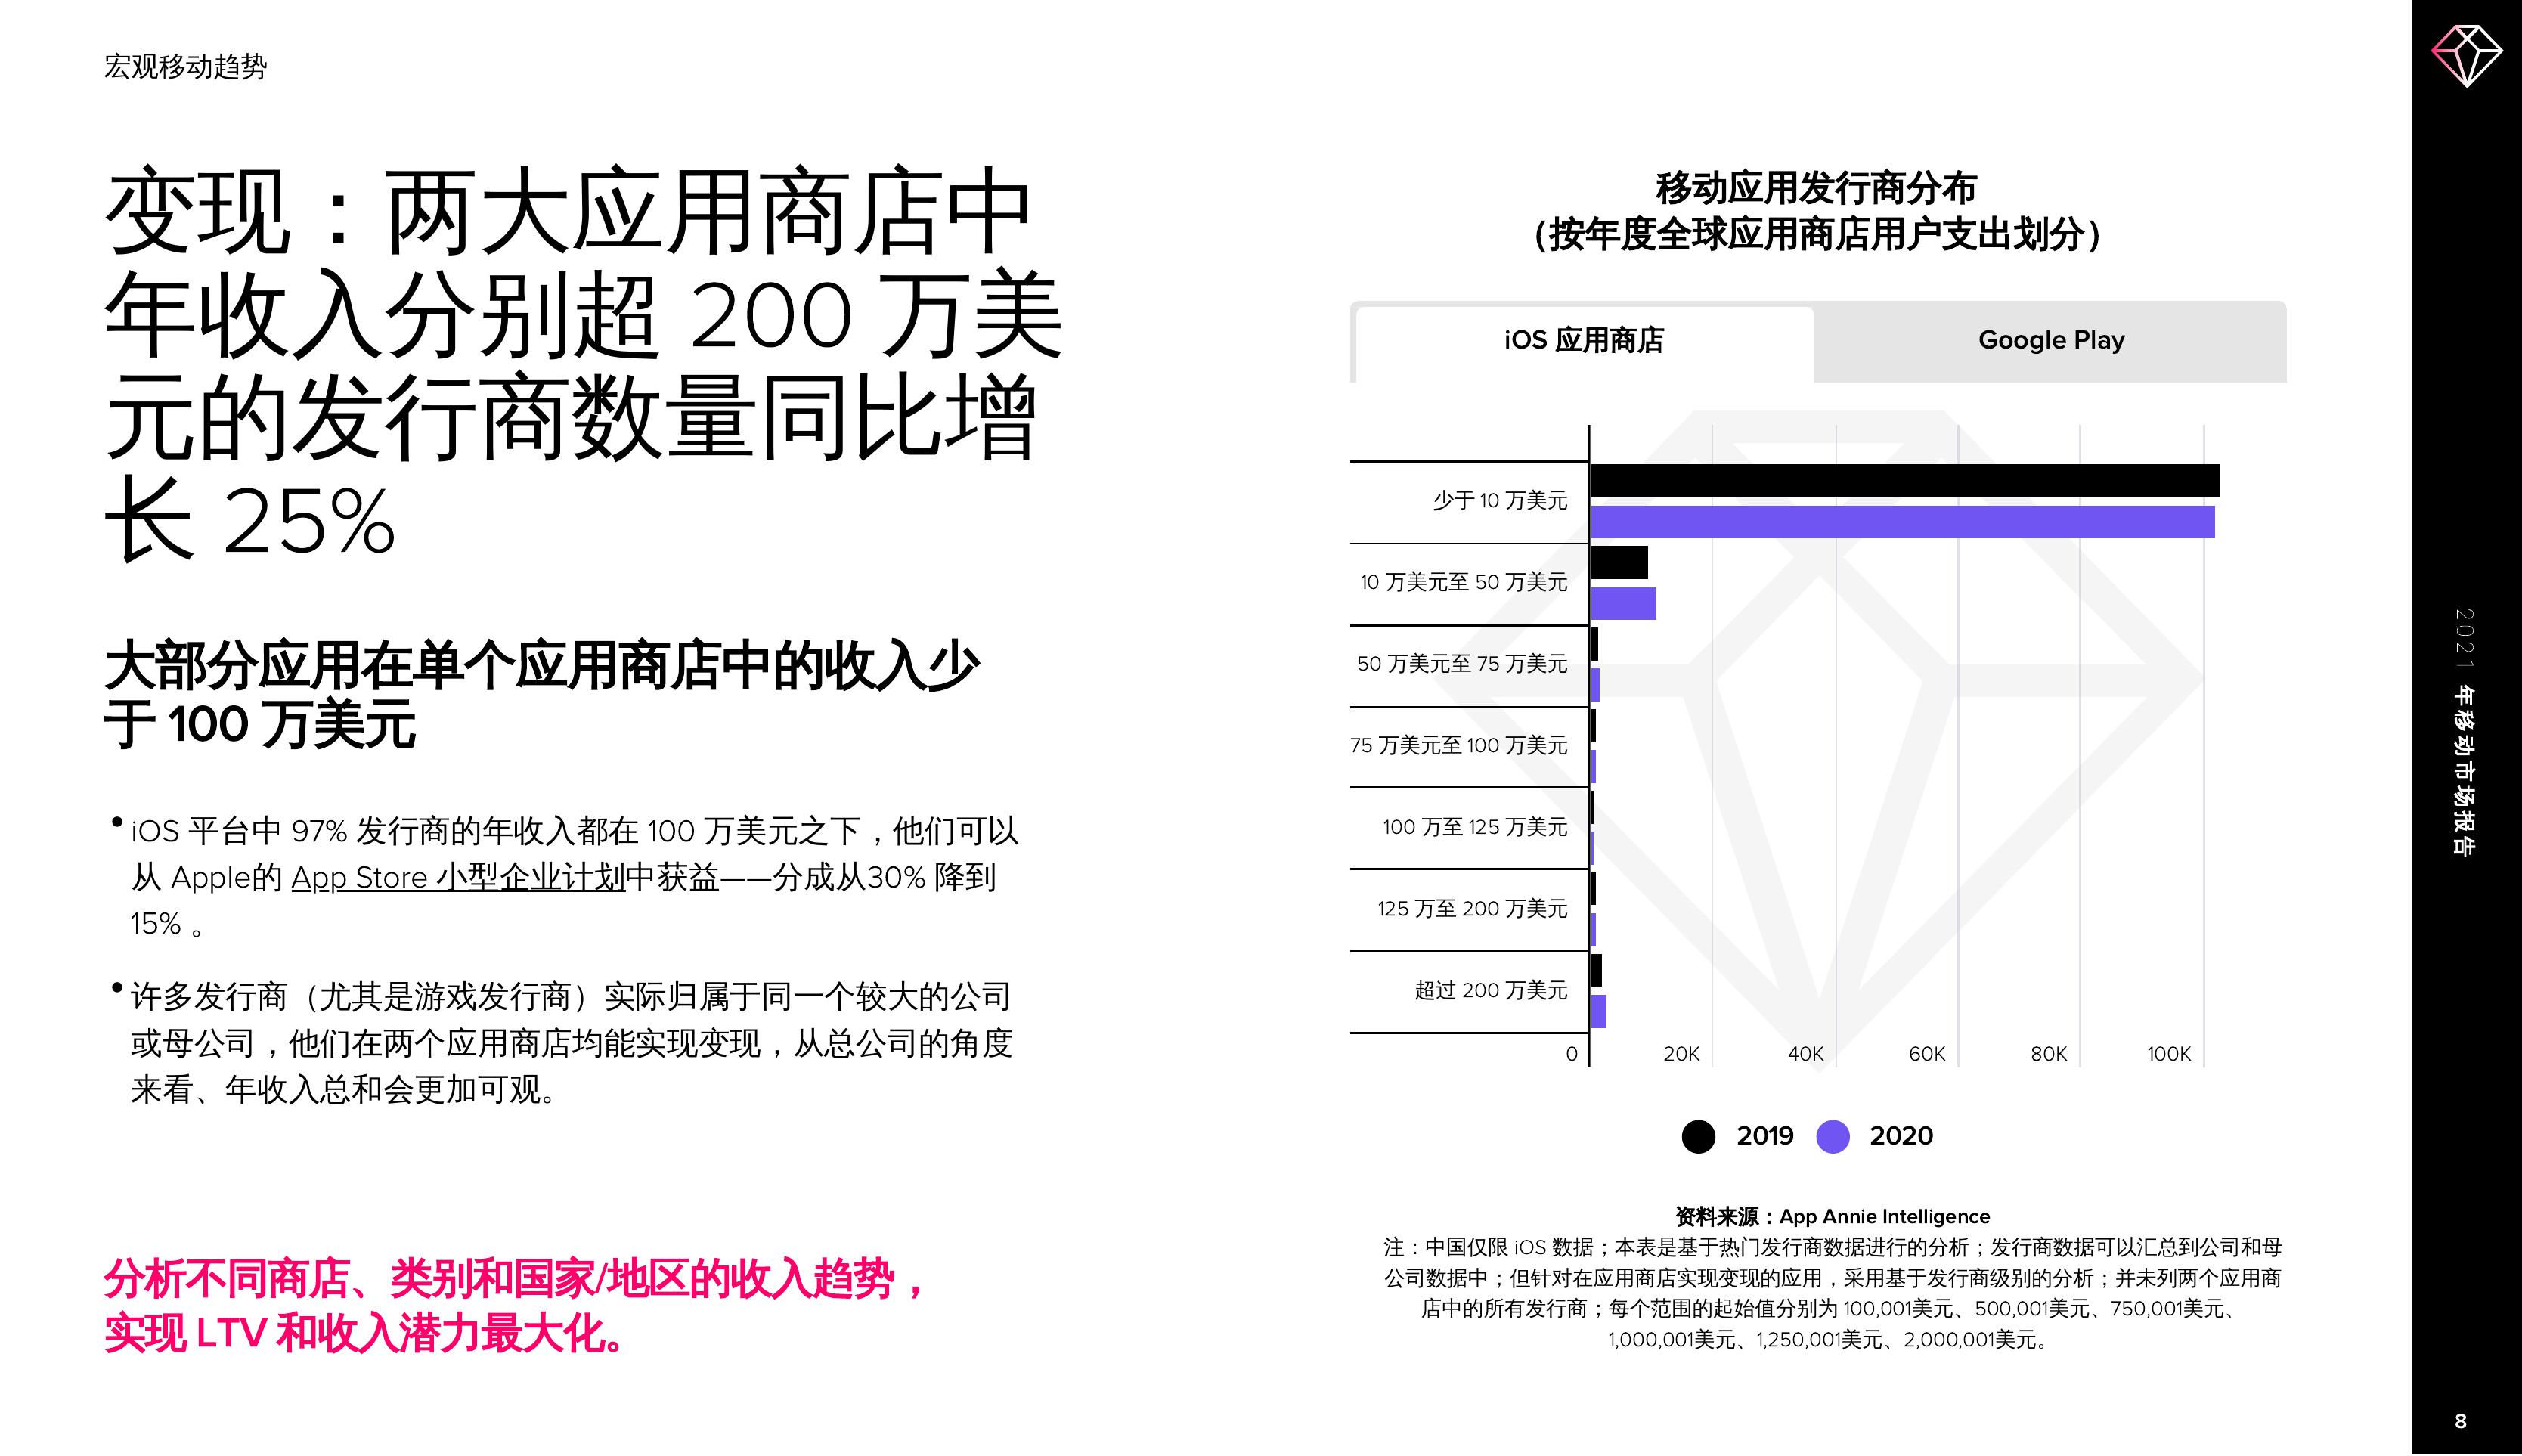 宏观移动趋势
变现：两大应用商店中
年收入分别超 200 万美
元的发行商数量同比增
长 25%
大部分应用在单个应用商店中的收入少
于 100 万美元
• iOS 平台中 97% 发行商的年收入都在 100 万美元之下，他们可以
从 Apple的 App Store 小型企业计划中获益——分成从30% 降到
15% 。
• 许多发行商（尤其是游戏发行商）实际归属于同一个较大的公司
或母公司，他们在两个应用商店均能实现变现，从总公司的角度
来看、年收入总和会更加可观。
分析不同商店、类别和国家/地区的收入趋势，
实现 LTV 和收入潜力最大化。
移动应用发行商分布
（按年度全球应用商店用户支出划分）
iOS 应用商店
Google Play
少于 10 万美元
10 万美元至 50 万美元
50 万美元至 75 万美元
75 万美元至 100 万美元
100 万至 125 万美元
125 万至 200 万美元
超过 200 万美元
0 20K 40K 60K 80K 100K
2019 2020
资料来源：App Annie Intelligence
注：中国仅限 iOS 数据；本表是基于热门发行商数据进行的分析；发行商数据可以汇总到公司和母
公司数据中；但针对在应用商店实现变现的应用，采用基于发行商级别的分析；并未列两个应用商
店中的所有发行商；每个范围的起始值分别为 100,001美元、500,001美元、750,001美元、
1,000,001美元、1,250,001美元、2,000,001美元。
2021 年移动市场报告
8